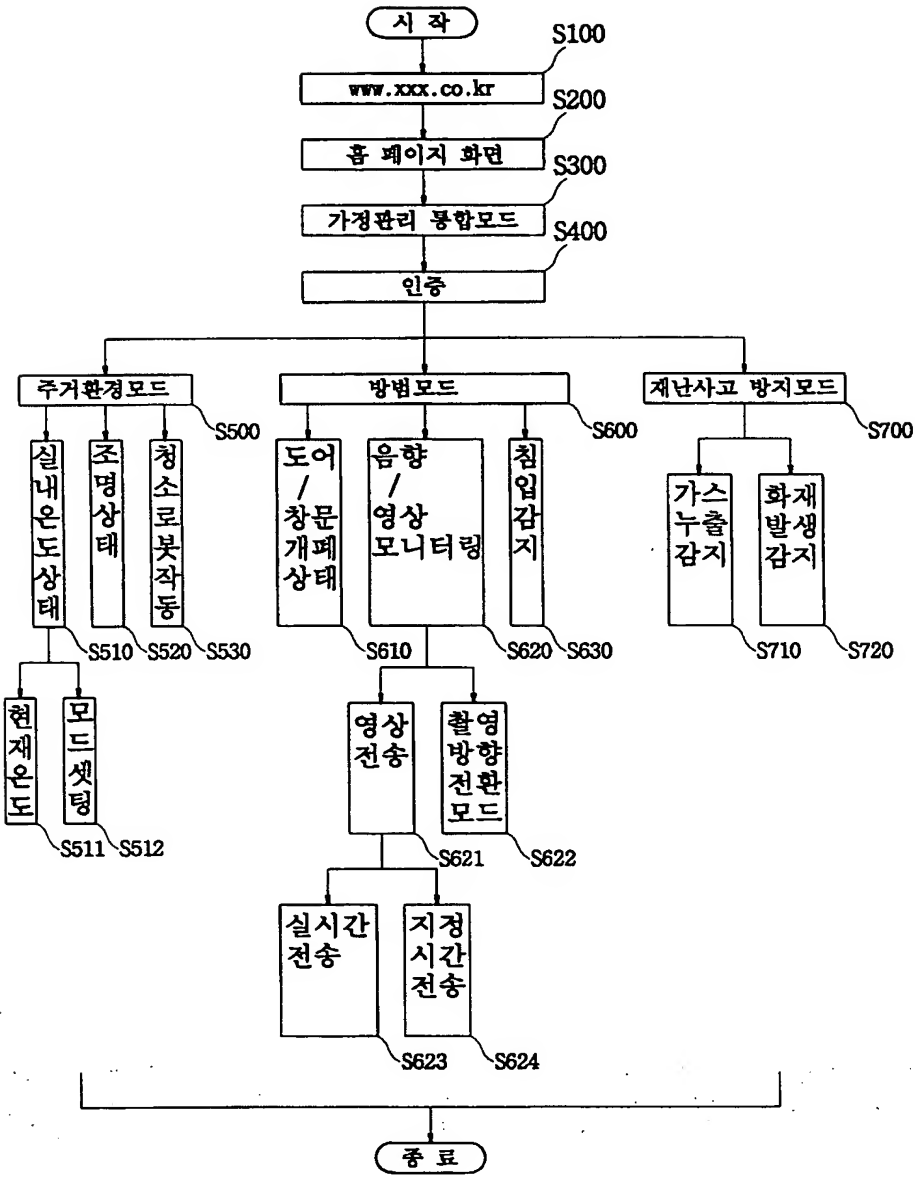 시 작
S100
www.xxx.co.kr
S200
홈 페이지 화면
S300
가정관리 통합모드
S400
인증
주거환경모드
S500
방범모드
S600
재난사고 방지모드
S700
실
내
온
도
상
태
S510
조
명
상
태
S520
청
소
로
봇
작
동
S530
도어
/
창문
개폐
상태
S610
음향
/
영상
모니터링
S620
침
입
감
지
S630
가스
누출
감지
S710
화재
발생
감지
S720
현
재
온
도
S511
모
드
셋
팅
S512
영상
전송
S621
촬영
방향
전환
모드
S622
실시간
전송
S623
지정
시간
전송
S624
종 료